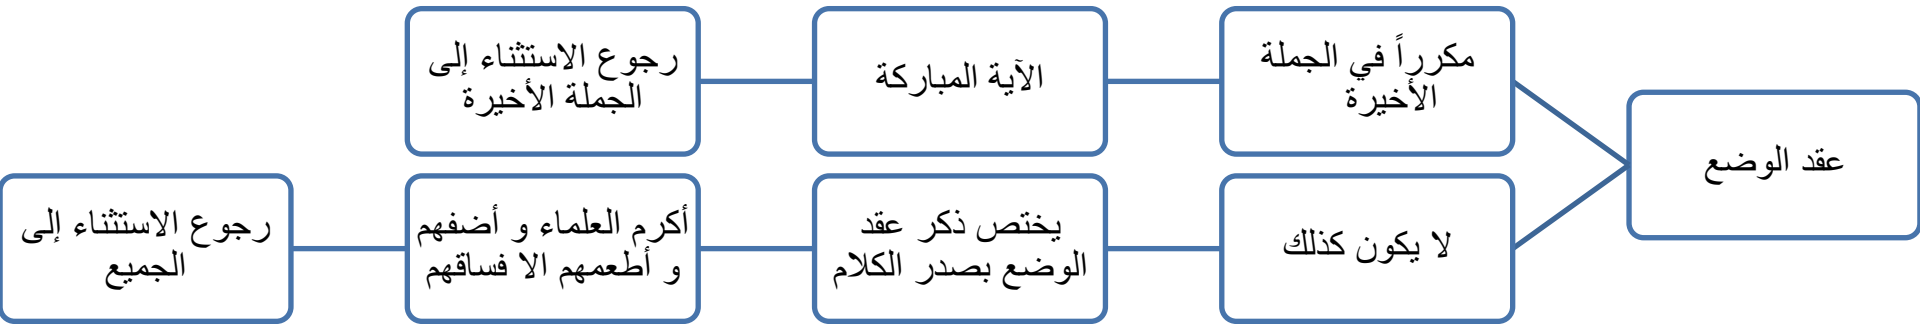 عقد الوضع
مكرراً في الجملة
الأخيرة
الآية المباركة
رجوع الاستثناء إلى
الجملة الأخيرة
لا يكون كذلك
يختص ذكر عقد
الوضع بصدر الكلام
أكرم العلماء و أضفهم
و أطعمهم الا فساقهم
رجوع الاستثناء إلى
الجميع